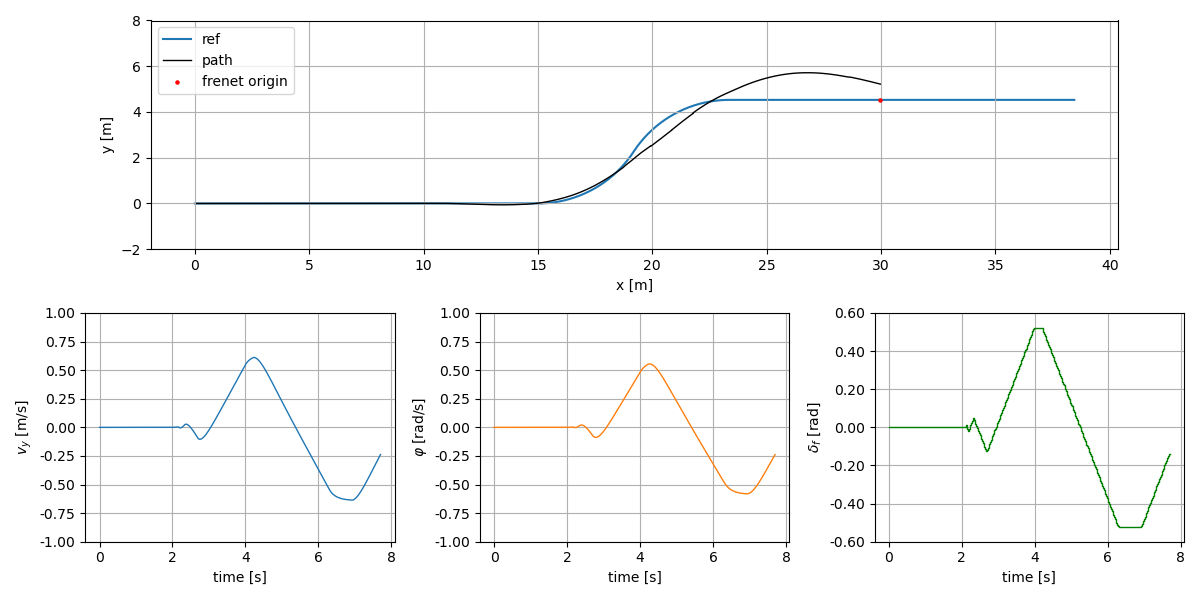 8
6
4
2
0
−2
y [m]
ref
path
frenet origin
0 5 10 15 20 25 30 35 40
x [m]
1.00
0.75
0.50
0.25
0.00
-0.25
-0.50
-0.75
-1.00
v_y [m/s]
0 2 4 6 8
time [s]
1.00
0.75
0.50
0.25
0.00
-0.25
-0.50
-0.75
-1.00
φ [rad/s]
0 2 4 6 8
time [s]
0.60
0.40
0.20
0.00
-0.20
-0.40
-0.60
δ_f [rad]
0 2 4 6 8
time [s]